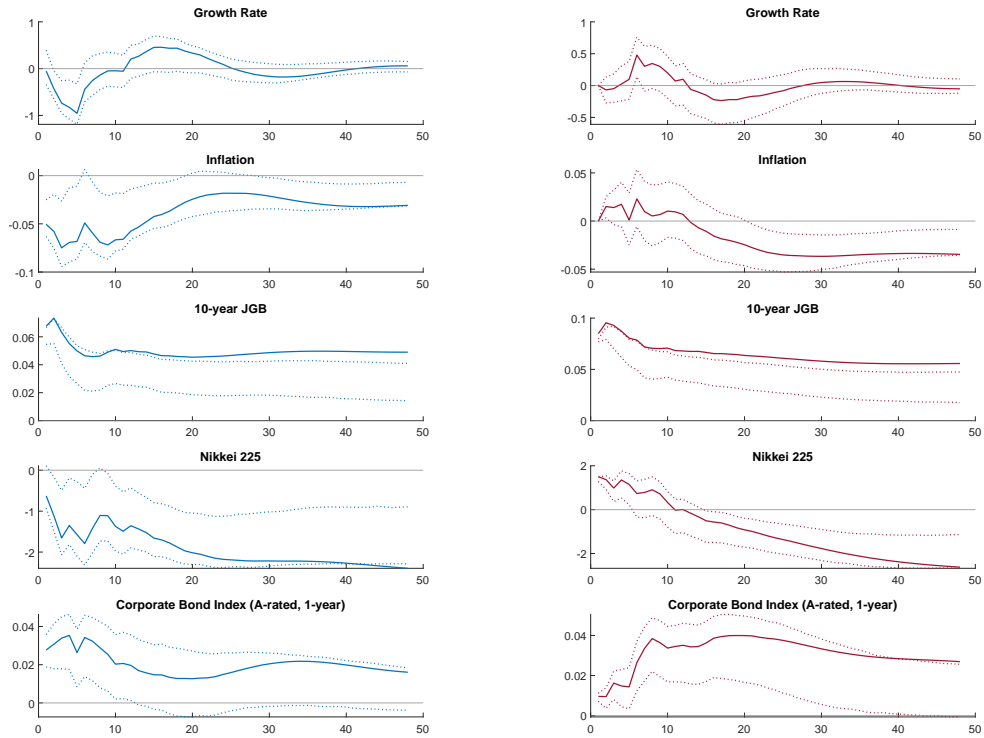 Growth Rate
1
0
-1
0 10 20 30 40 50
Inflation
0
-0.05
-0.1
0 10 20 30 40 50
10-year JGB
0.06
0.04
0.02
0
0 10 20 30 40 50
Nikkei 225
0
-1
-2
0 10 20 30 40 50
Corporate Bond Index (A-rated, 1-year)
0.04
0.02
0
0 10 20 30 40 50
Growth Rate
1
0.5
0
-0.5
0 10 20 30 40 50
Inflation
0.05
0
-0.05
0 10 20 30 40 50
10-year JGB
0.1
0.05
0
0 10 20 30 40 50
Nikkei 225
2
0
-2
0 10 20 30 40 50
Corporate Bond Index (A-rated, 1-year)
0.04
0.02
0
0 10 20 30 40 50